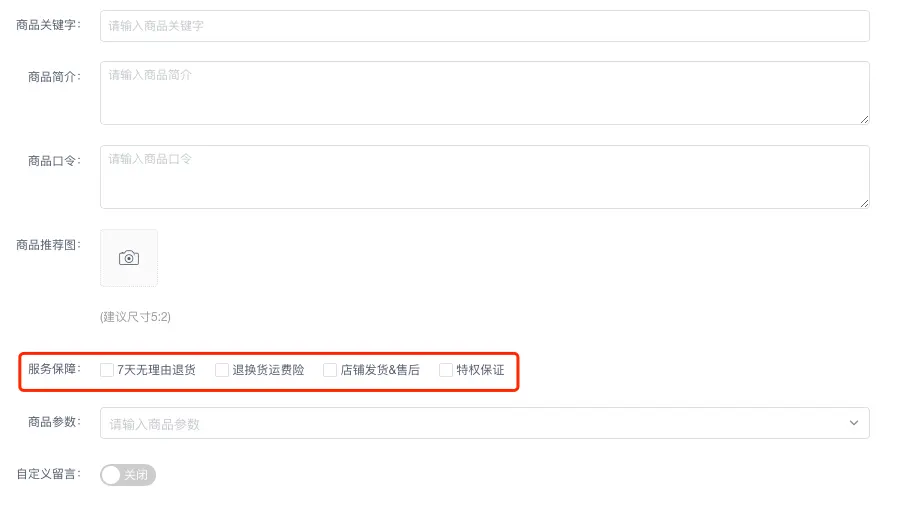 商品关键字： 请输入商品关键字
商品简介： 请输入商品简介
商品口令： 请输入商品口令
商品推荐图：
(建议尺寸5:2)
服务保障： 7天无理由退货 退换货运费险 店铺发货&售后 特权保证
商品参数： 请输入商品参数
自定义留言： 关闭